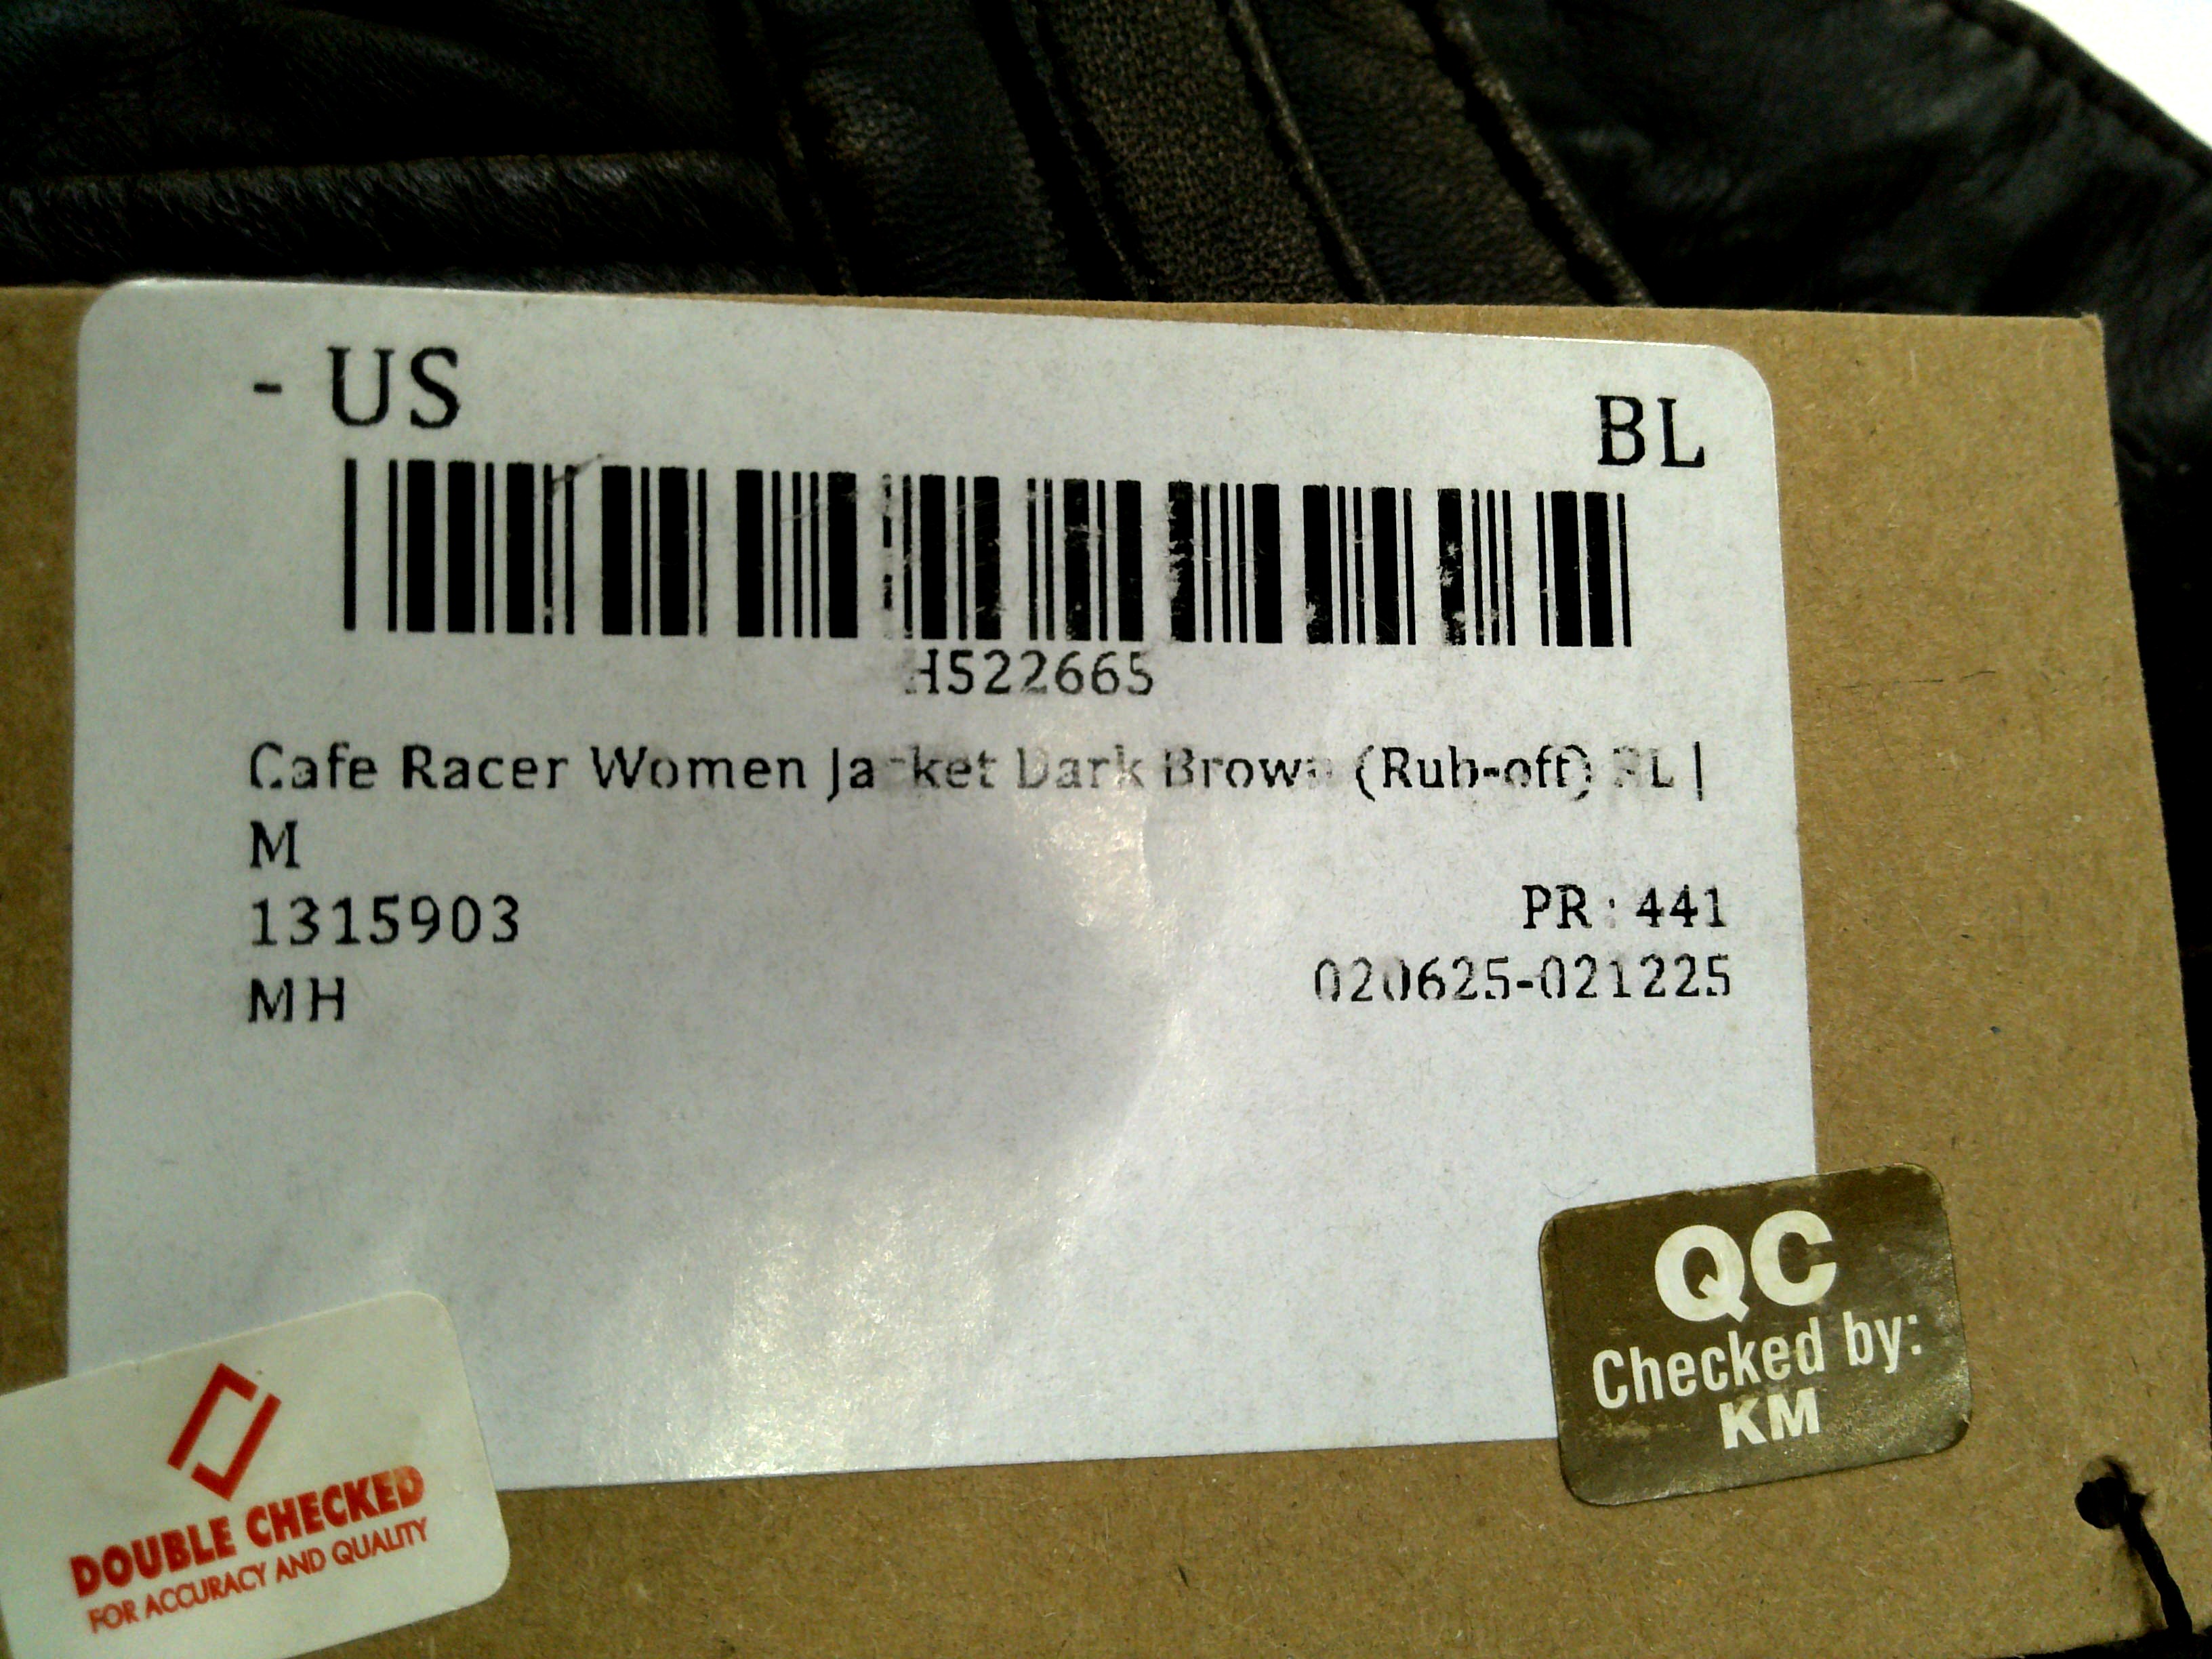 - US
BL
H522665
Cafe Racer Women Jacket Dark Brown (Rub-off) BL |
M
1315903
PR : 441
MH
020625-021225
QC
Checked by:
KM
DOUBLE CHECKED
FOR ACCURACY AND QUALITY